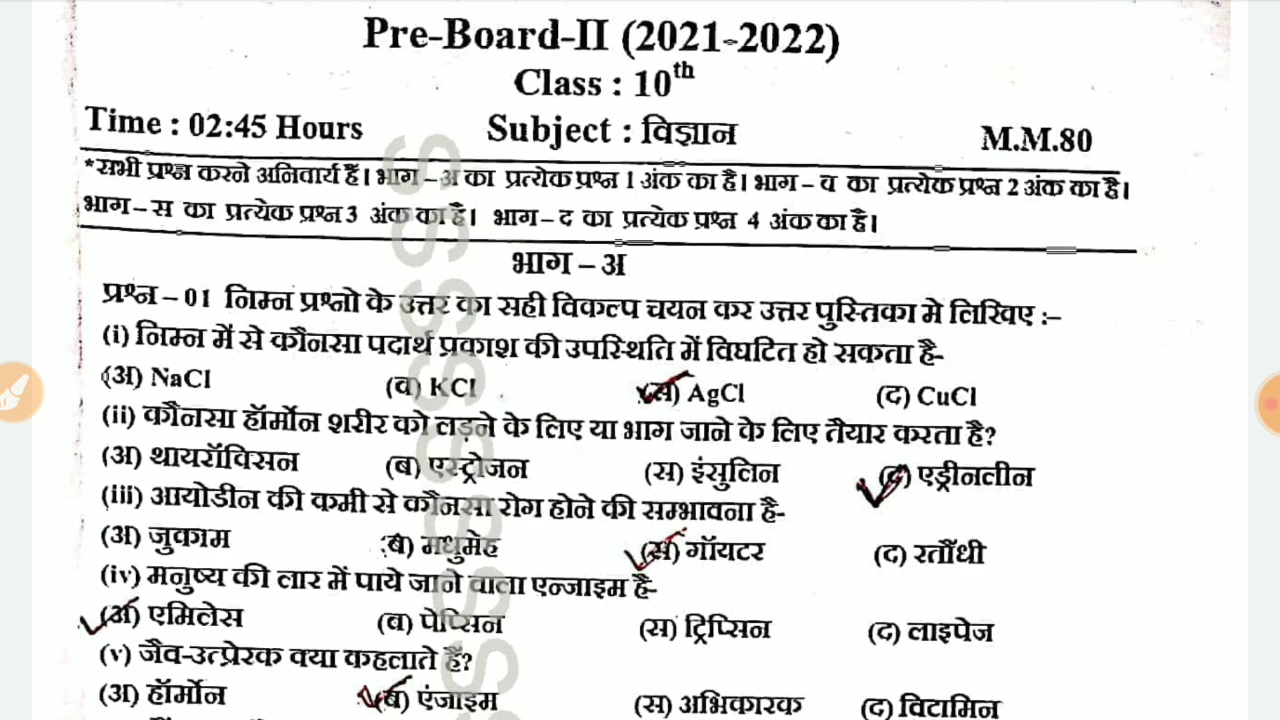 Pre-Board-II (2021-2022)
Class : 10th
Time : 02:45 Hours Subject : विज्ञान M.M.80
*सभी प्रश्न करने अनिवार्य हैं। भाग – अ का प्रत्येक प्रश्न 1 अंक का है। भाग – व का प्रत्येक प्रश्न 2 अंक का है।
भाग – स का प्रत्येक प्रश्न 3 अंक का है। भाग – द का प्रत्येक प्रश्न 4 अंक का है।
भाग – अ
प्रश्न – 01 निम्न प्रश्नो के उत्तर का सही विकल्प चयन कर उत्तर पुस्तिका मे लिखिए :–
(i) निम्न में से कौनसा पदार्थ प्रकाश की उपस्थिति में विघटित हो सकता है-
(अ) NaCl (ब) KCl (स) AgCl (द) CuCl
(ii) कौनसा हॉर्मोन शरीर को लड़ने के लिए या भाग जाने के लिए तैयार करता है?
(अ) थायरॉक्सिन (ब) एस्ट्रोजन (स) इंसुलिन (द) एड्रीनलीन
(iii) आयोडीन की कमी से कौनसा रोग होने की सम्भावना है-
(अ) जुकाम (ब) मधुमेह (स) गॉयटर (द) रतौंधी
(iv) मनुष्य की लार में पाये जाने वाला एन्जाइम है-
(अ) एमिलेस (ब) पेप्सिन (स) ट्रिप्सिन (द) लाइपेज
(v) जैव-उत्प्रेरक क्या कहलाते हैं?
(अ) हॉर्मोन (ब) एंजाइम (स) अभिकारक (द) विटामिन